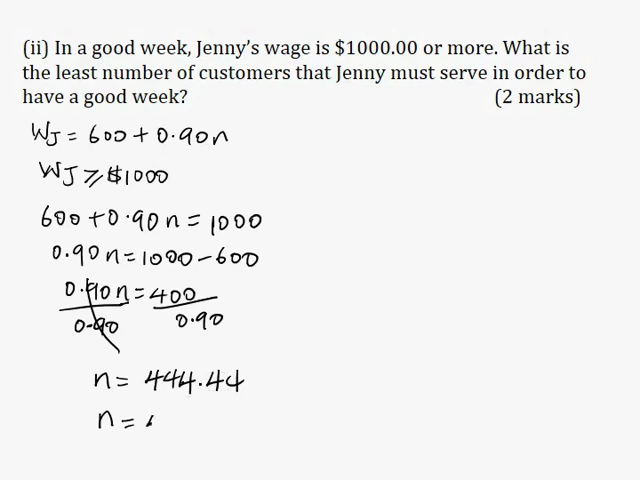 (ii) In a good week, Jenny's wage is $1000.00 or more. What is
the least number of customers that Jenny must serve in order to
have a good week? (2 marks)
WJ = 600 + 0.90n
WJ ⩾ $1000
600 + 0.90n = 1000
0.90n = 1000 - 600
0.90n = 400
0.90 0.90
n = 444.44
n =